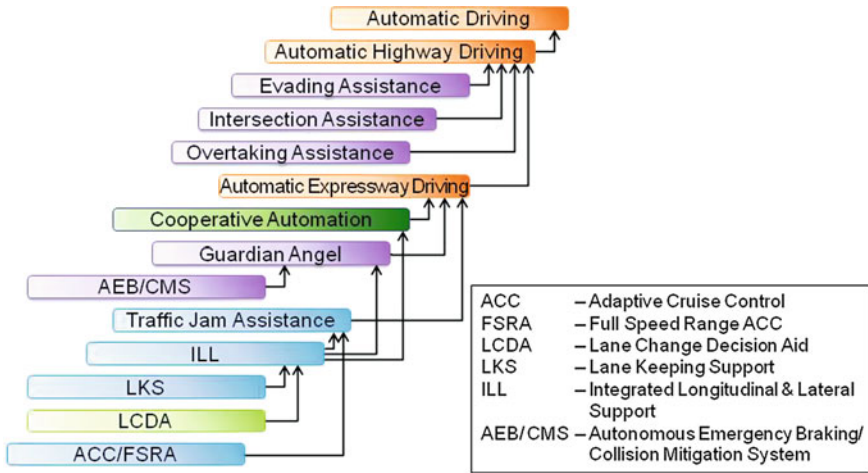 Automatic Driving
Automatic Highway Driving
Evading Assistance
Intersection Assistance
Overtaking Assistance
Automatic Expressway Driving
Cooperative Automation
Guardian Angel
AEB/CMS
Traffic Jam Assistance
ILL
LKS
LCDA
ACC/FSRA
ACC – Adaptive Cruise Control
FSRA – Full Speed Range ACC
LCDA – Lane Change Decision Aid
LKS – Lane Keeping Support
ILL – Integrated Longitudinal & Lateral
Support
AEB/CMS – Autonomous Emergency Braking/
Collision Mitigation System